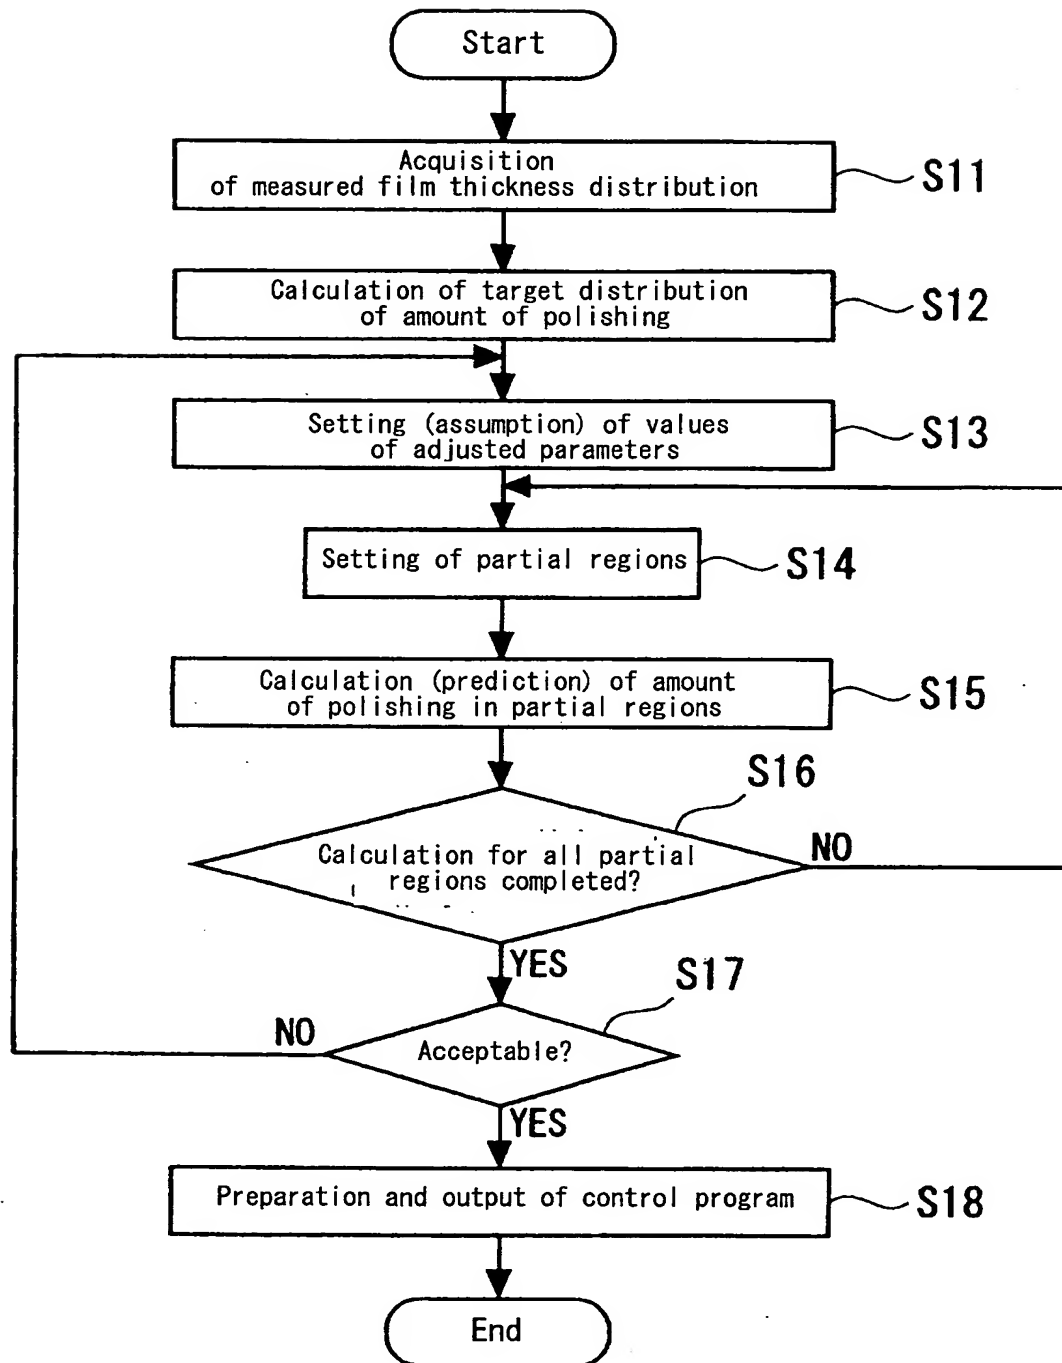 Start
Acquisition
of measured film thickness distribution
S11
Calculation of target distribution
of amount of polishing
S12
Setting (assumption) of values
of adjusted parameters
S13
Setting of partial regions
S14
Calculation (prediction) of amount
of polishing in partial regions
S15
S16
Calculation for all partial
regions completed?
NO
YES
S17
NO
Acceptable?
YES
Preparation and output of control program
S18
End